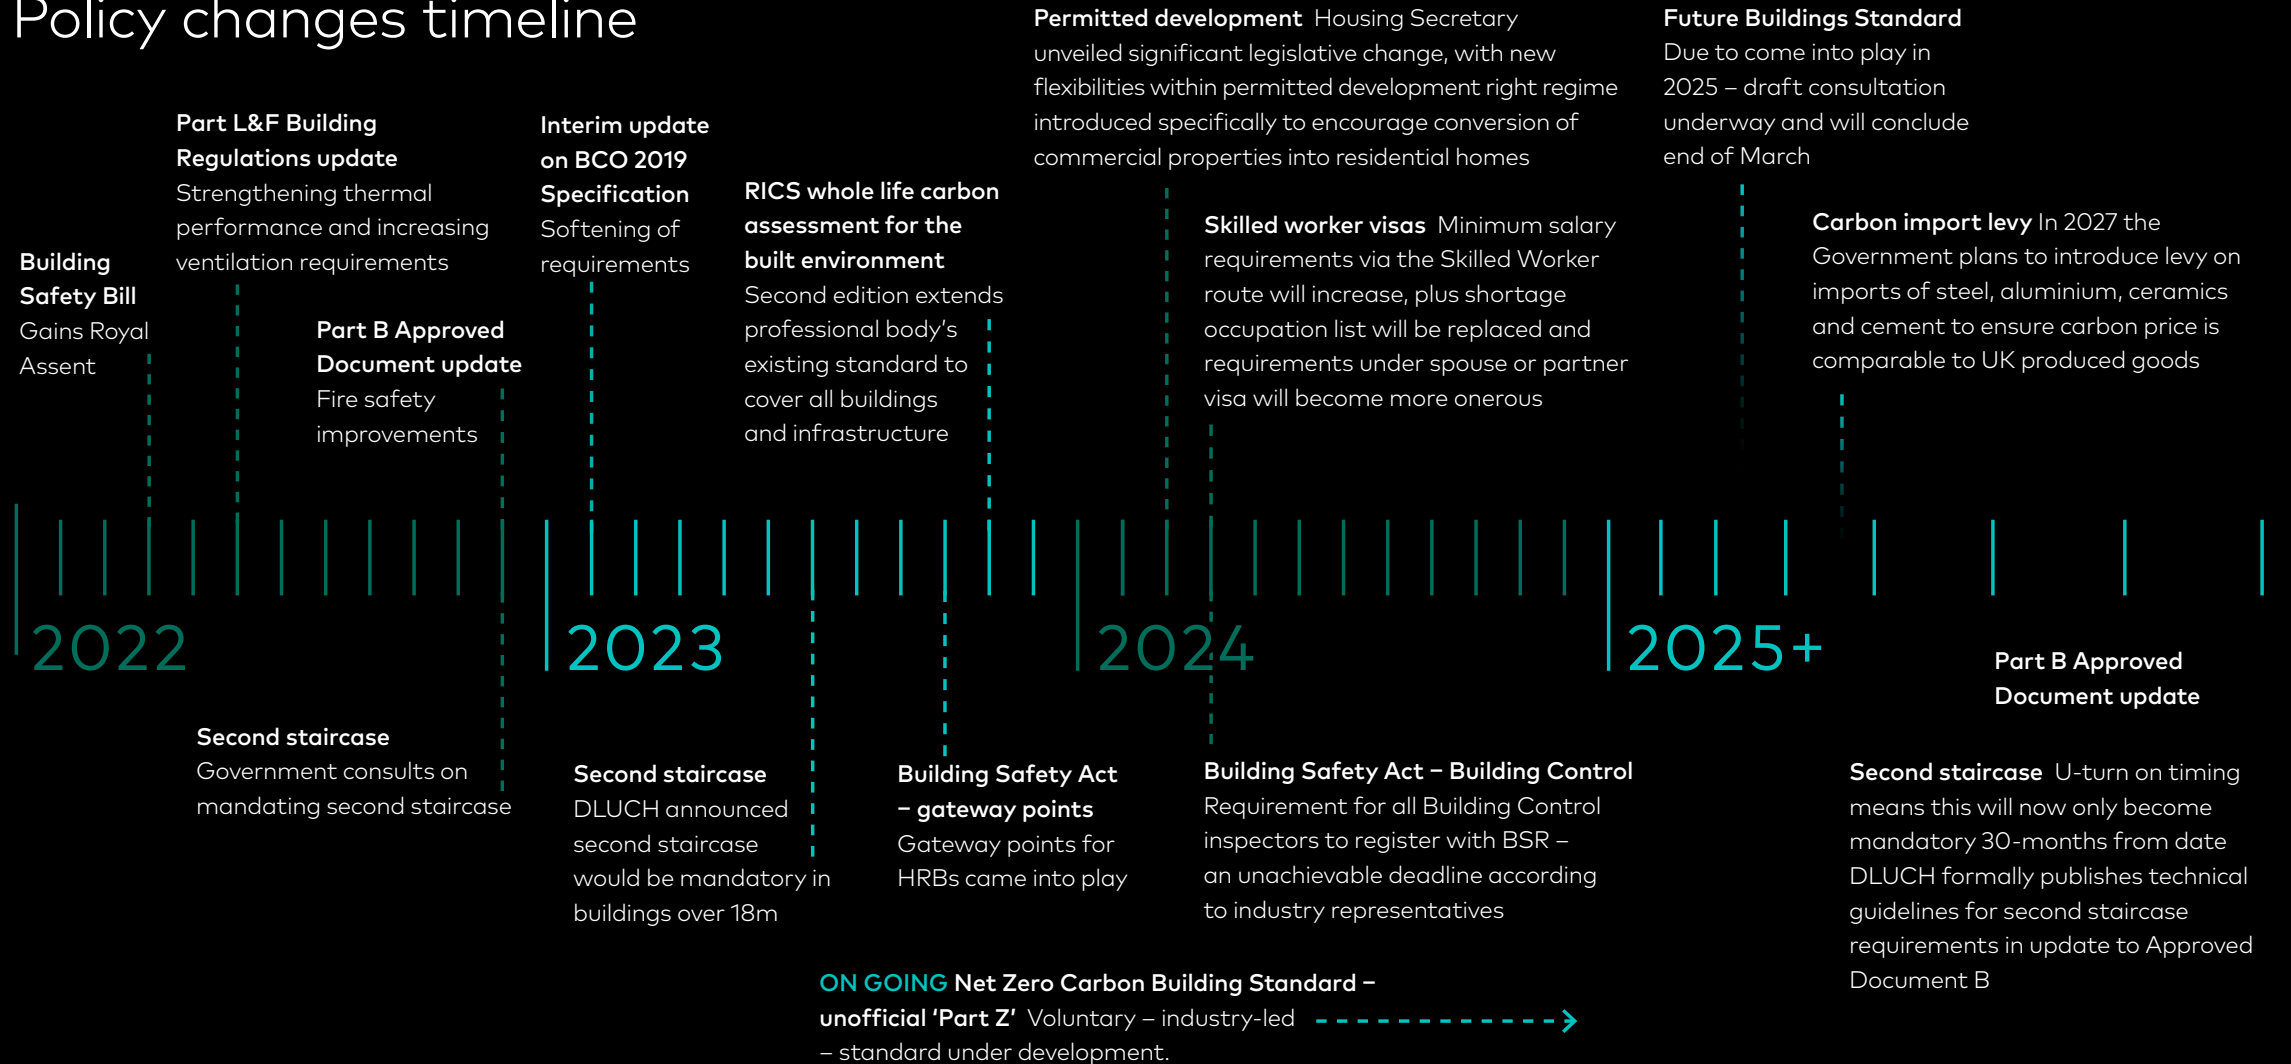 Policy changes timeline
Building
Safety Bill
Gains Royal
Assent
Part L&F Building
Regulations update
Strengthening thermal
performance and increasing
ventilation requirements
Part B Approved
Document update
Fire safety
improvements
Interim update
on BCO 2019
Specification
Softening of
requirements
RICS whole life carbon
assessment for the
built environment
Second edition extends
professional body's
existing standard to
cover all buildings
and infrastructure
Permitted development Housing Secretary
unveiled significant legislative change, with new
flexibilities within permitted development right regime
introduced specifically to encourage conversion of
commercial properties into residential homes
Skilled worker visas Minimum salary
requirements via the Skilled Worker
route will increase, plus shortage
occupation list will be replaced and
requirements under spouse or partner
visa will become more onerous
Future Buildings Standard
Due to come into play in
2025 – draft consultation
underway and will conclude
end of March
Carbon import levy In 2027 the
Government plans to introduce levy on
imports of steel, aluminium, ceramics
and cement to ensure carbon price is
comparable to UK produced goods
2022
2023
2024
2025+
Second staircase
Government consults on
mandating second staircase
Second staircase
DLUCH announced
second staircase
would be mandatory in
buildings over 18m
Building Safety Act
– gateway points
Gateway points for
HRBs came into play
Building Safety Act – Building Control
Requirement for all Building Control
inspectors to register with BSR –
an unachievable deadline according
to industry representatives
Part B Approved
Document update
Second staircase U-turn on timing
means this will now only become
mandatory 30-months from date
DLUCH formally publishes technical
guidelines for second staircase
requirements in update to Approved
Document B
ON GOING Net Zero Carbon Building Standard –
unofficial 'Part Z' Voluntary – industry-led
– standard under development.